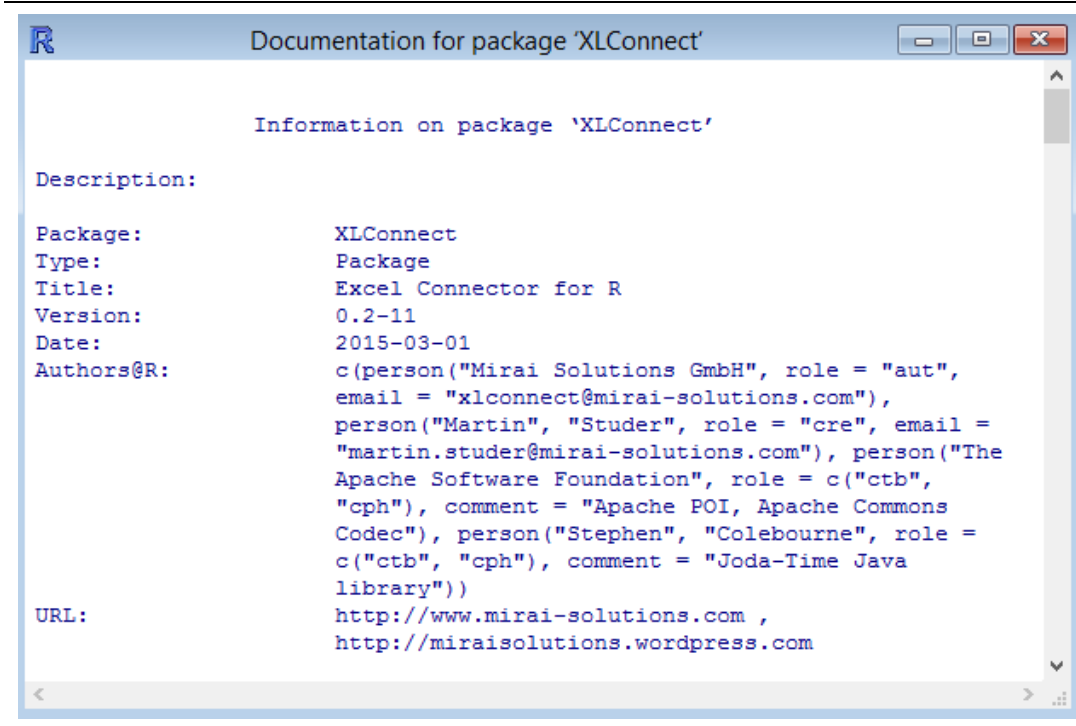 Documentation for package ‘XLConnect’
Information on package ‘XLConnect’
Description:
Package: XLConnect
Type: Package
Title: Excel Connector for R
Version: 0.2-11
Date: 2015-03-01
Authors@R: c(person("Mirai Solutions GmbH", role = "aut",
email = "xlconnect@mirai-solutions.com"),
person("Martin", "Studer", role = "cre", email =
"martin.studer@mirai-solutions.com"), person("The
Apache Software Foundation", role = c("ctb",
"cph"), comment = "Apache POI, Apache Commons
Codec"), person("Stephen", "Colebourne", role =
c("ctb", "cph"), comment = "Joda-Time Java
library"))
URL: http://www.mirai-solutions.com ,
http://miraisolutions.wordpress.com